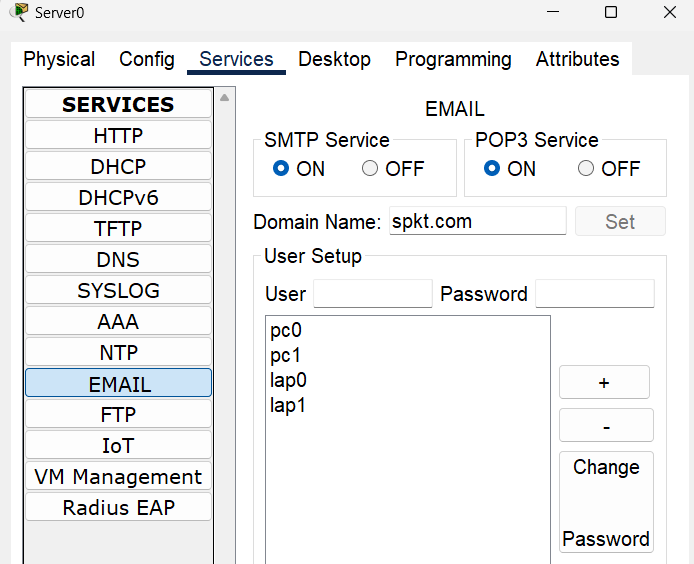 Server0
Physical Config Services Desktop Programming Attributes
SERVICES
HTTP
DHCP
DHCPv6
TFTP
DNS
SYSLOG
AAA
NTP
EMAIL
FTP
IoT
VM Management
Radius EAP
EMAIL
SMTP Service
ON OFF
POP3 Service
ON OFF
Domain Name: spkt.com Set
User Setup
User Password
pc0
pc1
lap0
lap1
+
-
Change
Password